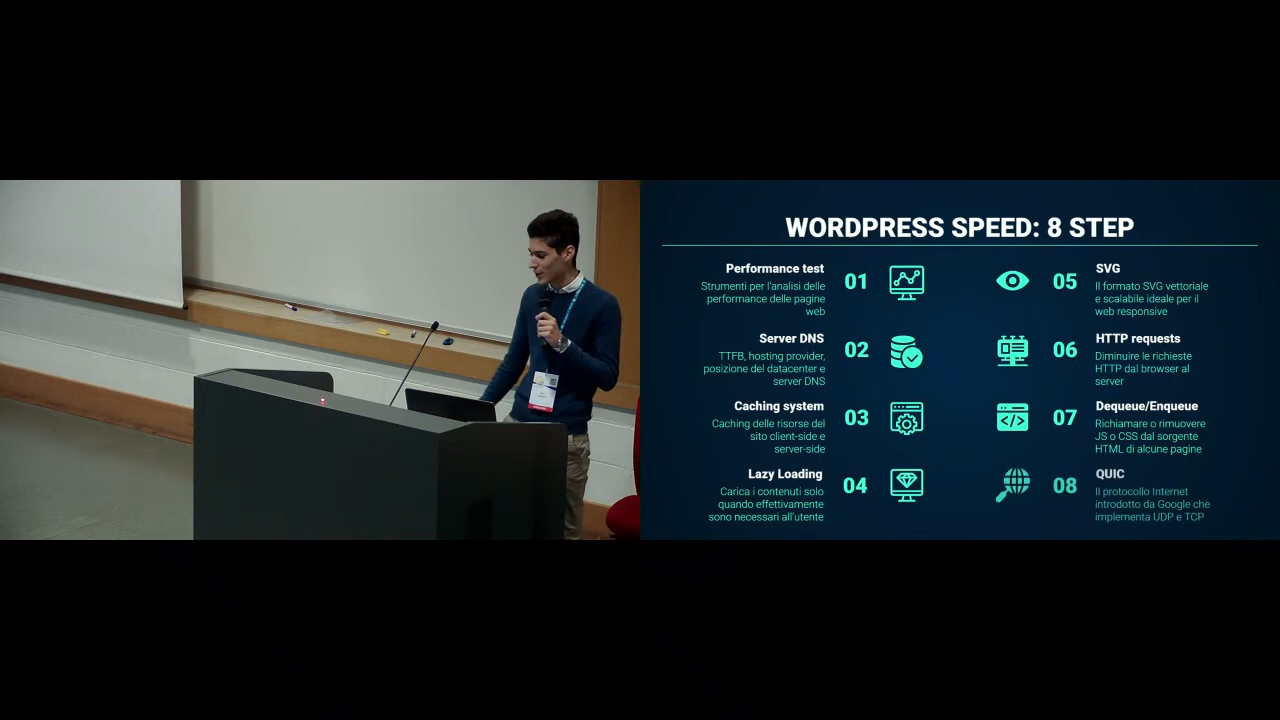 WORDPRESS SPEED: 8 STEP
Performance test
Strumenti per l'analisi delle
performance delle pagine
web
01
Server DNS
TTFB, hosting provider,
posizione del datacenter e
server DNS
02
Caching system
Caching delle risorse del
sito client-side e
server-side
03
Lazy Loading
Carica i contenuti solo
quando effettivamente
sono necessari all'utente
04
05
SVG
Il formato SVG vettoriale
e scalabile ideale per il
web responsive
06
HTTP requests
Diminuire le richieste
HTTP dal browser al
server
07
Dequeue/Enqueue
Richiamare o rimuovere
JS o CSS dal sorgente
HTML di alcune pagine
08
QUIC
Il protocollo Internet
introdotto da Google che
implementa UDP e TCP